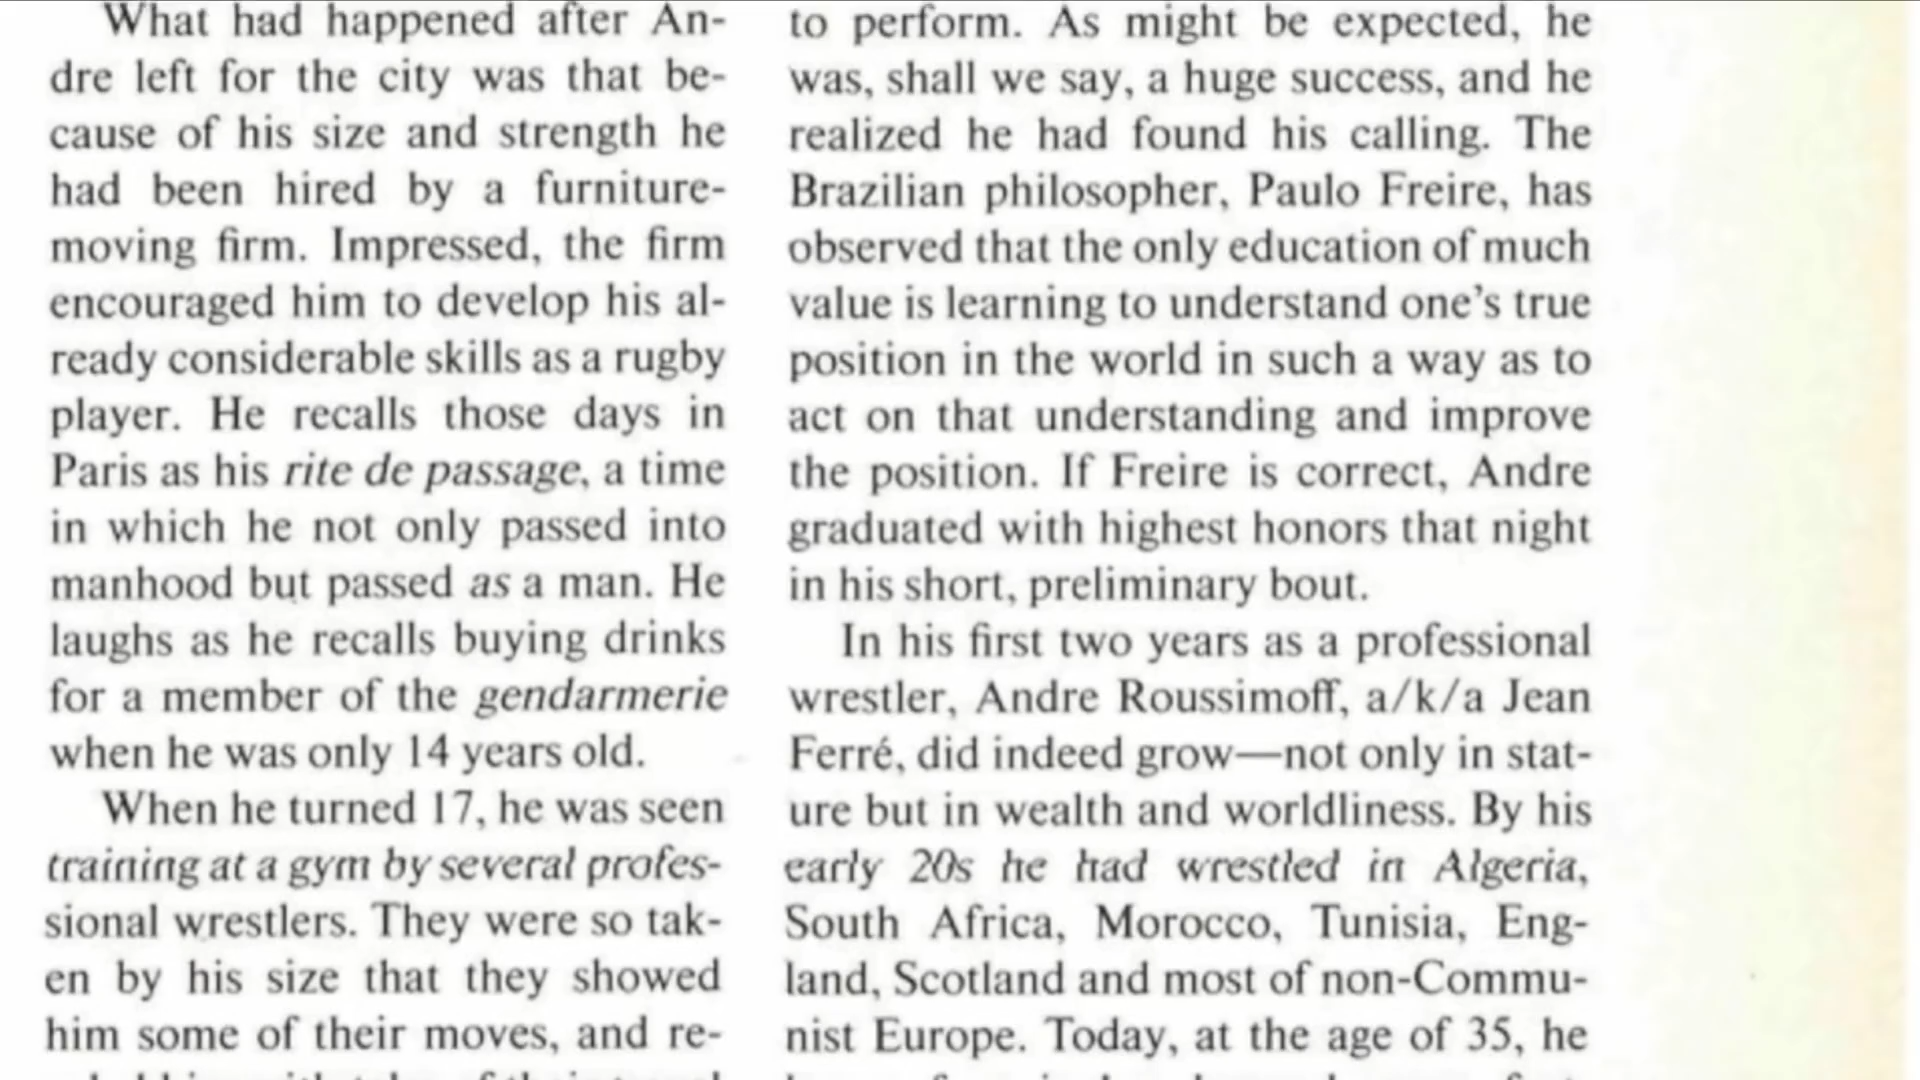 What had happened after An-
dre left for the city was that be-
cause of his size and strength he
had been hired by a furniture-
moving firm. Impressed, the firm
encouraged him to develop his al-
ready considerable skills as a rugby
player. He recalls those days in
Paris as his rite de passage, a time
in which he not only passed into
manhood but passed as a man. He
laughs as he recalls buying drinks
for a member of the gendarmerie
when he was only 14 years old.
When he turned 17, he was seen
training at a gym by several profes-
sional wrestlers. They were so tak-
en by his size that they showed
him some of their moves, and re-
to perform. As might be expected, he
was, shall we say, a huge success, and he
realized he had found his calling. The
Brazilian philosopher, Paulo Freire, has
observed that the only education of much
value is learning to understand one's true
position in the world in such a way as to
act on that understanding and improve
the position. If Freire is correct, Andre
graduated with highest honors that night
in his short, preliminary bout.
In his first two years as a professional
wrestler, Andre Roussimoff, a/k/a Jean
Ferré, did indeed grow—not only in stat-
ure but in wealth and worldliness. By his
early 20s he had wrestled in Algeria,
South Africa, Morocco, Tunisia, Eng-
land, Scotland and most of non-Commu-
nist Europe. Today, at the age of 35, he